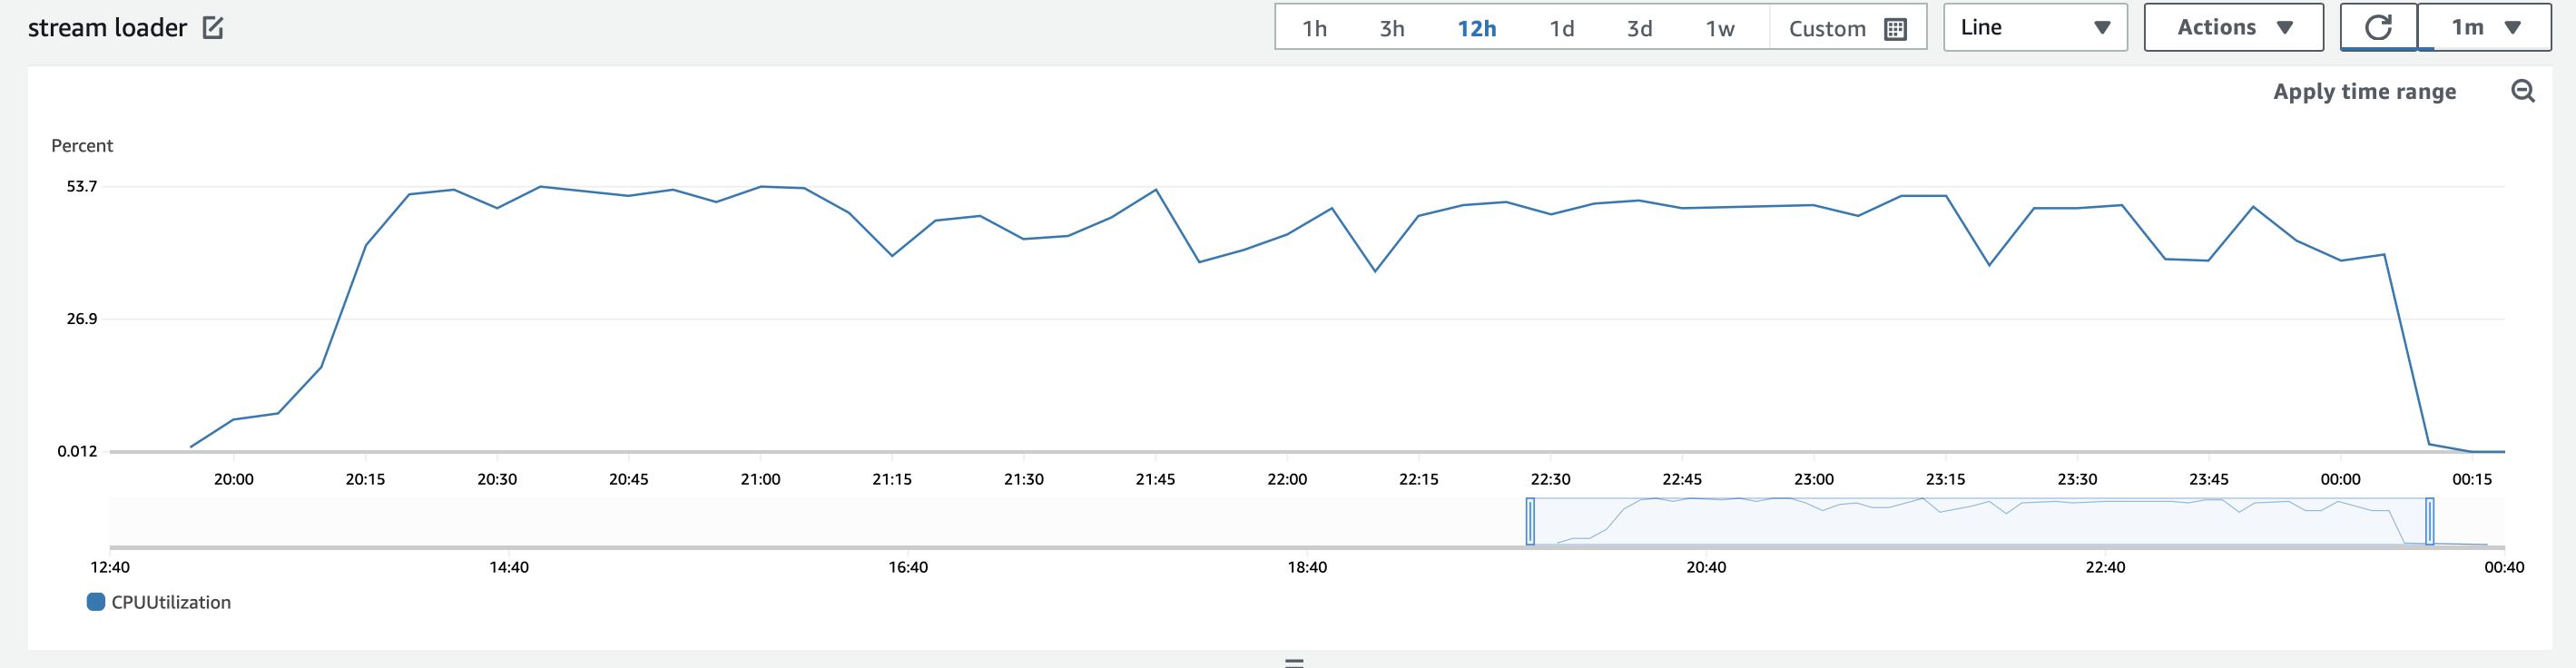 stream loader
1h 3h 12h 1d 3d 1w Custom Line Actions 1m
Apply time range
Percent
53.7
26.9
0.012
20:00 20:15 20:30 20:45 21:00 21:15 21:30 21:45 22:00 22:15 22:30 22:45 23:00 23:15 23:30 23:45 00:00 00:15
12:40 14:40 16:40 18:40 20:40 22:40 00:40
CPUUtilization